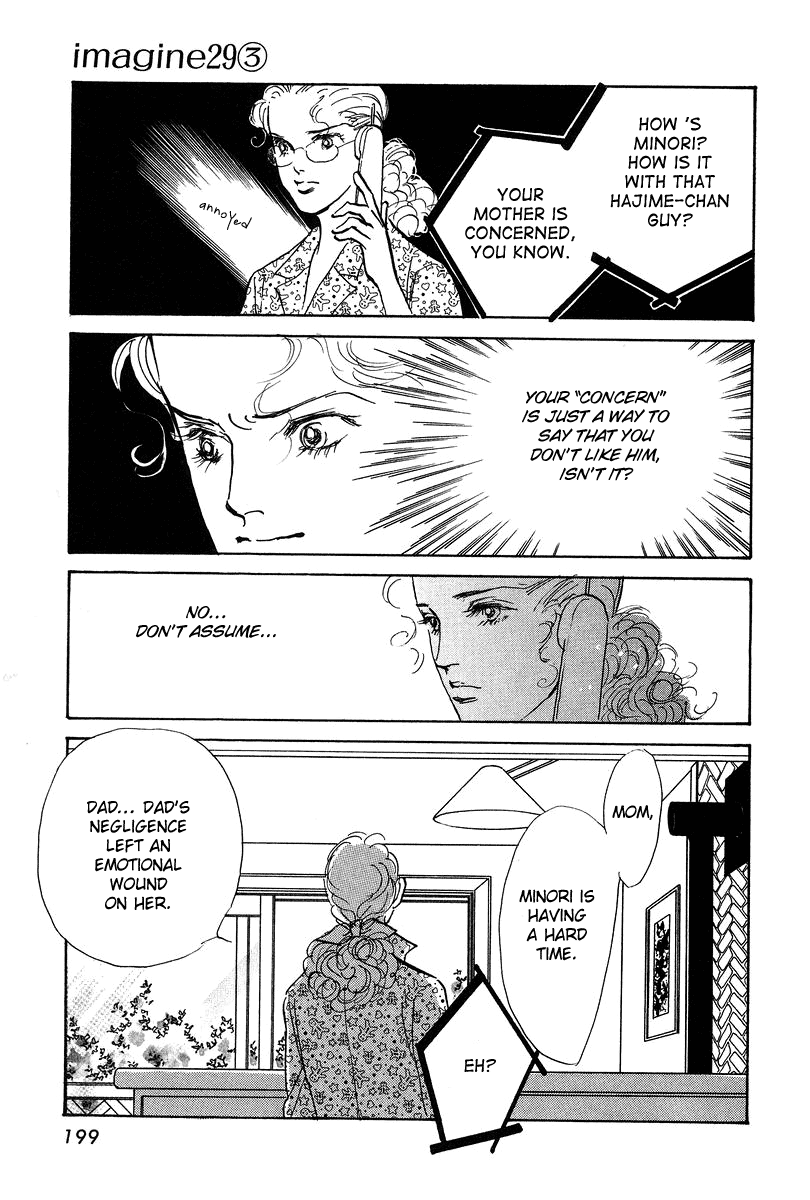 imagine29③
HOW 'S
MINORI?
HOW IS IT
WITH THAT
HAJIME-CHAN
GUY?
YOUR
MOTHER IS
CONCERNED,
YOU KNOW.
annoyed
YOUR "CONCERN"
IS JUST A WAY TO
SAY THAT YOU
DON'T LIKE HIM,
ISN'T IT?
NO...
DON'T ASSUME...
MOM,
MINORI IS
HAVING
A HARD
TIME.
DAD... DAD'S
NEGLIGENCE
LEFT AN
EMOTIONAL
WOUND
ON HER.
EH?
199